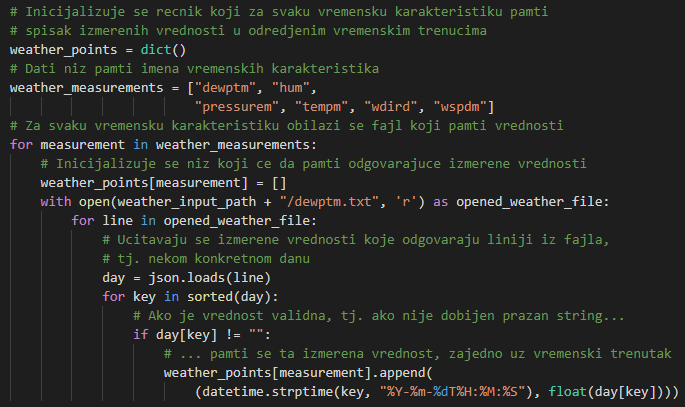 # Inicijalizuje se recnik koji za svaku vremensku karakteristiku pamti
# spisak izmerenih vrednosti u odredjenim vremenskim trenucima
weather_points = dict()
# Dati niz pamti imena vremenskih karakteristika
weather_measurements = ["dewptm", "hum",
                        "pressurem", "tempm", "wdird", "wspdm"]
# Za svaku vremensku karakteristiku obilazi se fajl koji pamti vrednosti
for measurement in weather_measurements:
    # Inicijalizuje se niz koji ce da pamti odgovarajuce izmerene vrednosti
    weather_points[measurement] = []
    with open(weather_input_path + "/dewptm.txt", 'r') as opened_weather_file:
        for line in opened_weather_file:
            # Ucitavaju se izmerene vrednosti koje odgovaraju liniji iz fajla,
            # tj. nekom konkretnom danu
            day = json.loads(line)
            for key in sorted(day):
                # Ako je vrednost validna, tj. ako nije dobijen prazan string...
                if day[key] != "":
                    # ... pamti se ta izmerena vrednost, zajedno uz vremenski trenutak
                    weather_points[measurement].append(
                        (datetime.strptime(key, "%Y-%m-%dT%H:%M:%S"), float(day[key])))